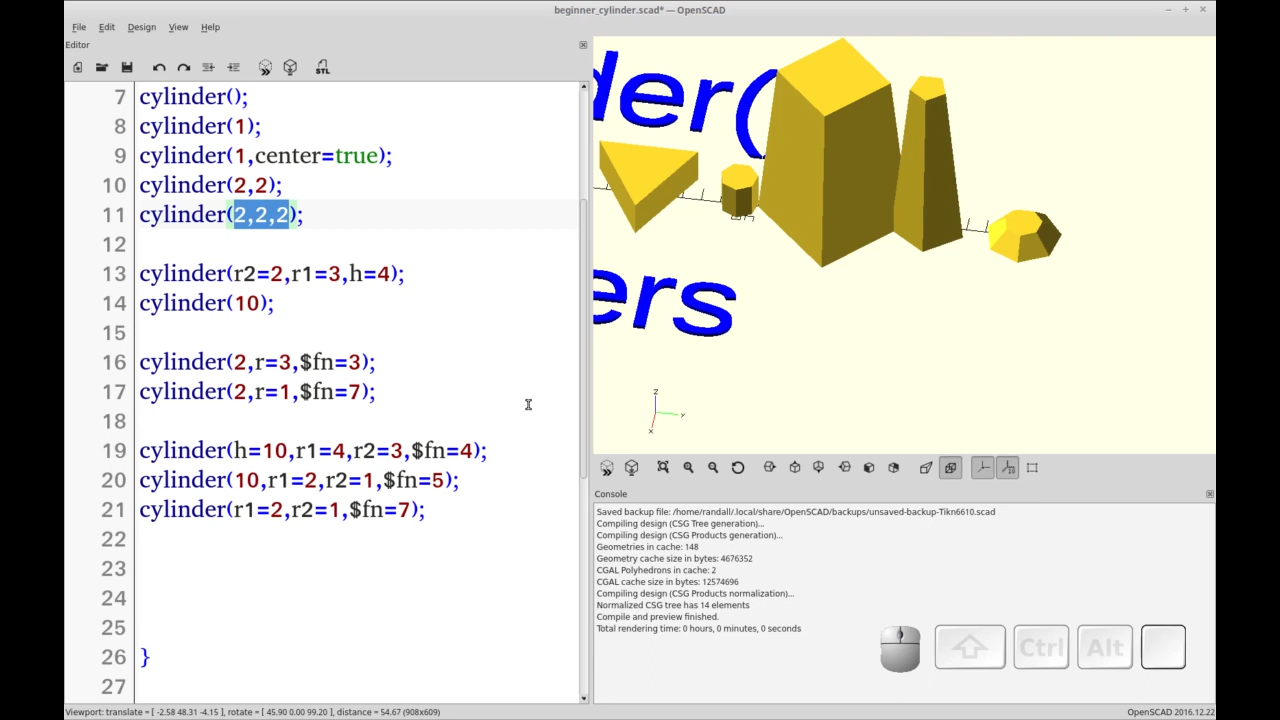 beginner_cylinder.scad* — OpenSCAD
File Edit Design View Help
Editor
STL
7 cylinder();
8 cylinder(1);
9 cylinder(1,center=true);
10 cylinder(2,2);
11 cylinder(2,2,2);
12
13 cylinder(r2=2,r1=3,h=4);
14 cylinder(10);
15
16 cylinder(2,r=3,$fn=3);
17 cylinder(2,r=1,$fn=7);
18
19 cylinder(h=10,r1=4,r2=3,$fn=4);
20 cylinder(10,r1=2,r2=1,$fn=5);
21 cylinder(r1=2,r2=1,$fn=7);
22
23
24
25
26 }
27
der(
ers
z
y
x
10
Console
Saved backup file: /home/randall/.local/share/OpenSCAD/backups/unsaved-backup-Tikn6610.scad
Compiling design (CSG Tree generation)...
Compiling design (CSG Products generation)...
Geometries in cache: 148
Geometry cache size in bytes: 4676352
CGAL Polyhedrons in cache: 2
CGAL cache size in bytes: 12574696
Compiling design (CSG Products normalization)...
Normalized CSG tree has 14 elements
Compile and preview finished.
Total rendering time: 0 hours, 0 minutes, 0 seconds
Ctrl Alt
Viewport: translate = [ -2.58 48.31 -4.15 ], rotate = [ 45.90 0.00 99.20 ], distance = 54.67 (908x609)
OpenSCAD 2016.12.22